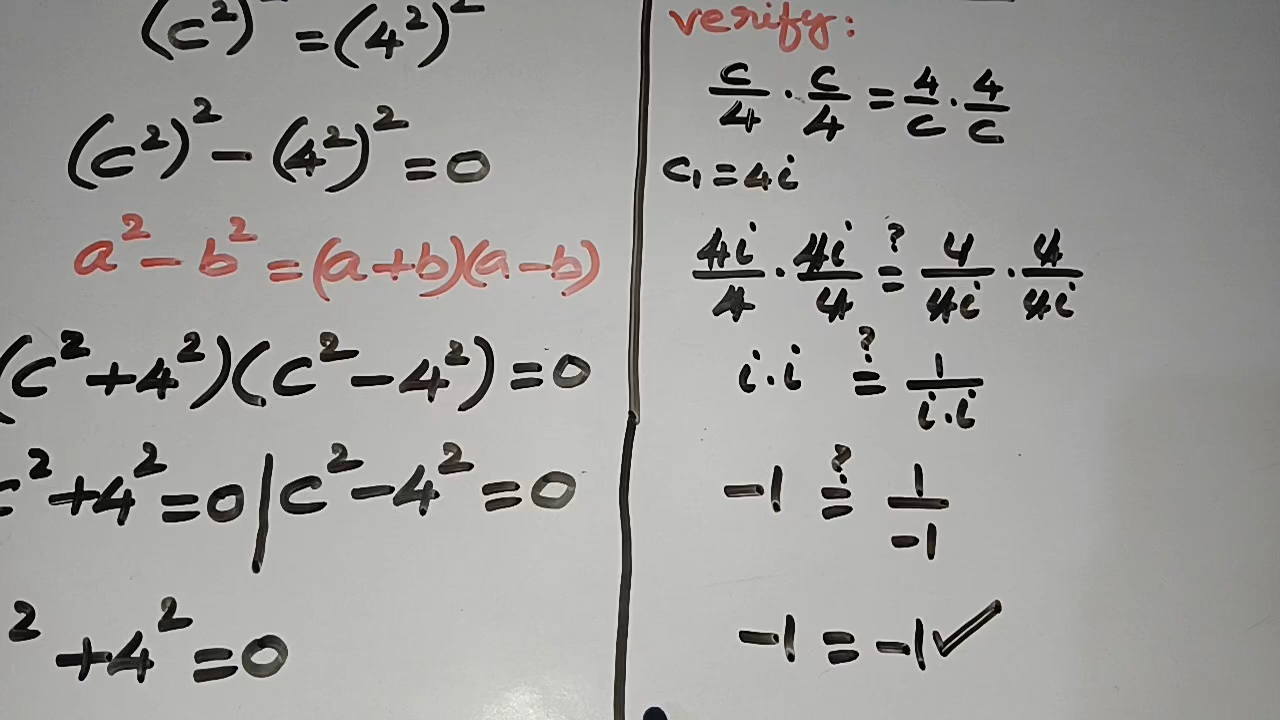 (c²)² = (4²)²
(c²)² - (4²)² = 0
a² - b² = (a+b)(a-b)
(c² + 4²)(c² - 4²) = 0
c² + 4² = 0 | c² - 4² = 0
² + 4² = 0
verify:
c/4 · c/4 = 4/c · 4/c
c₁ = 4i
4i/4 · 4i/4 ?= 4/4i · 4/4i
i·i ?= 1/i·i
-1 ?= 1/-1
-1 = -1 ✓